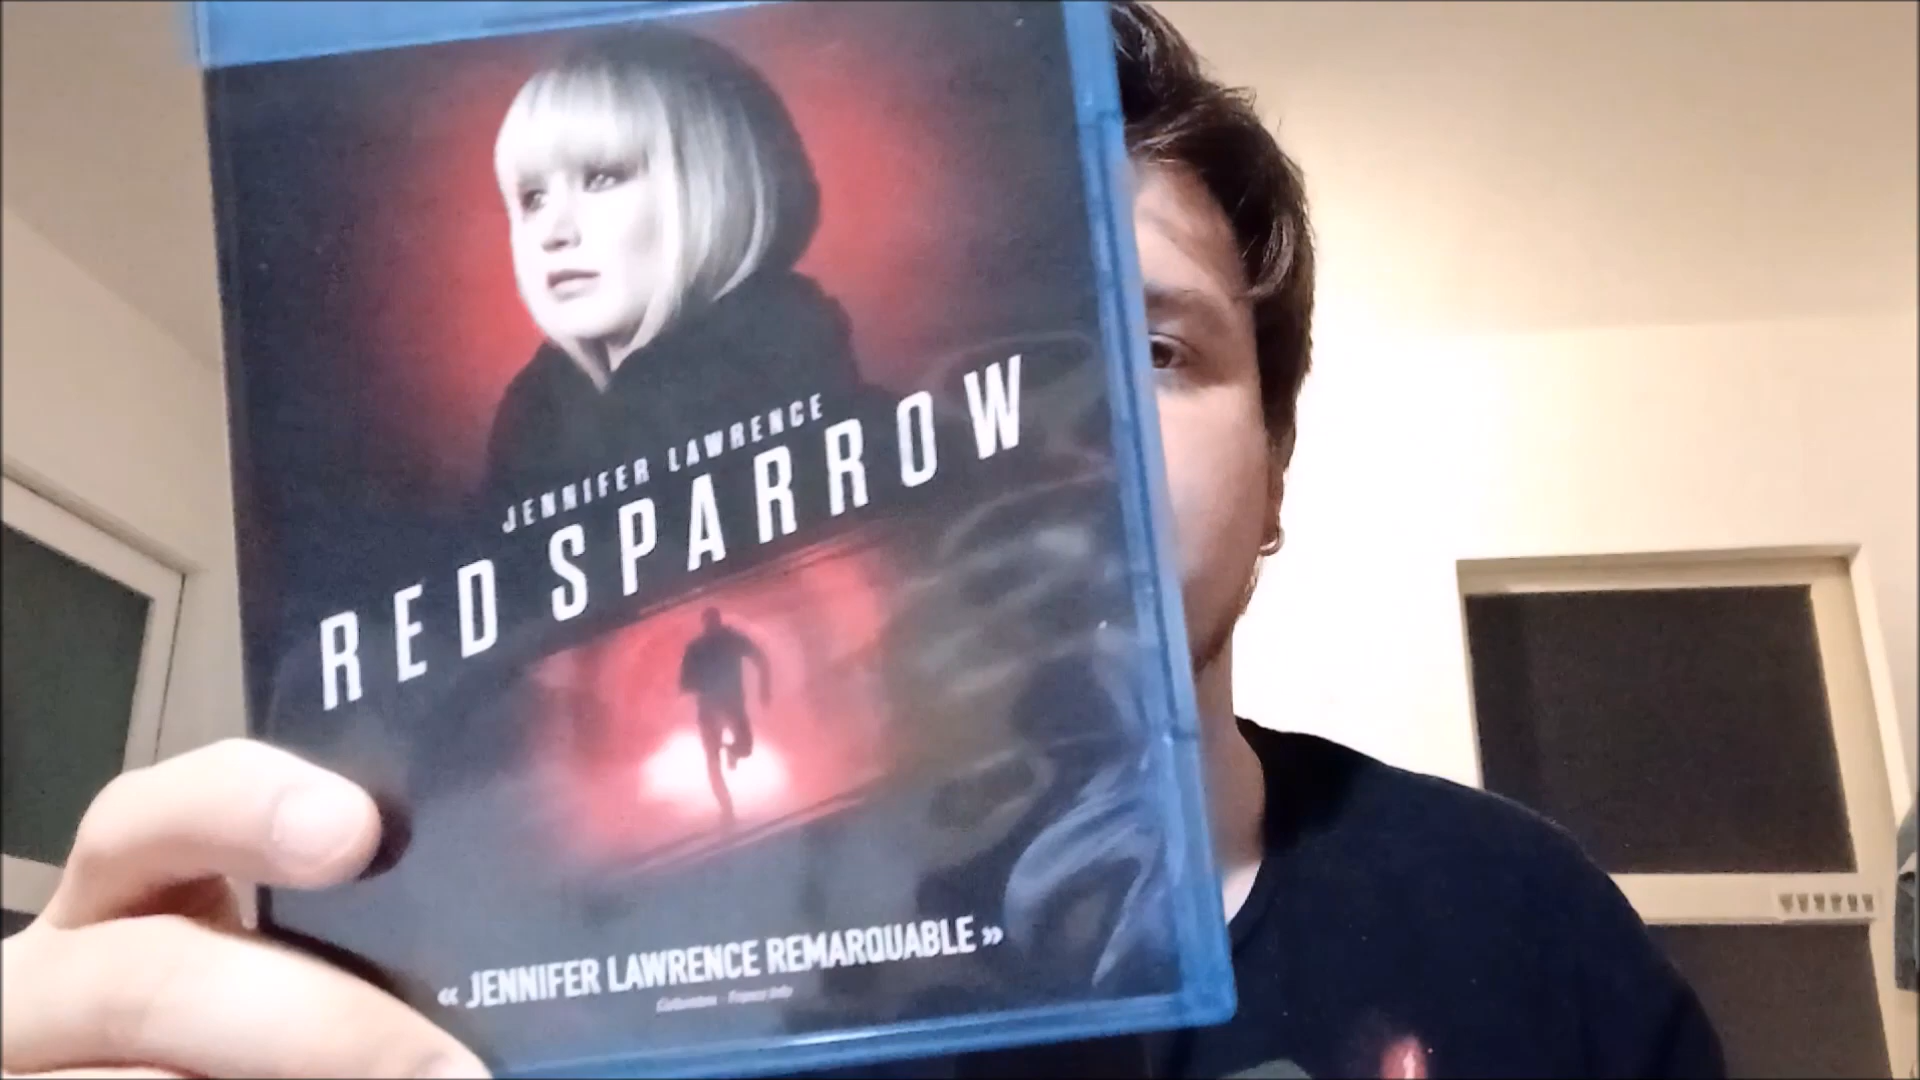 JENNIFER LAWRENCE
RED SPARROW
« JENNIFER LAWRENCE REMARQUABLE »